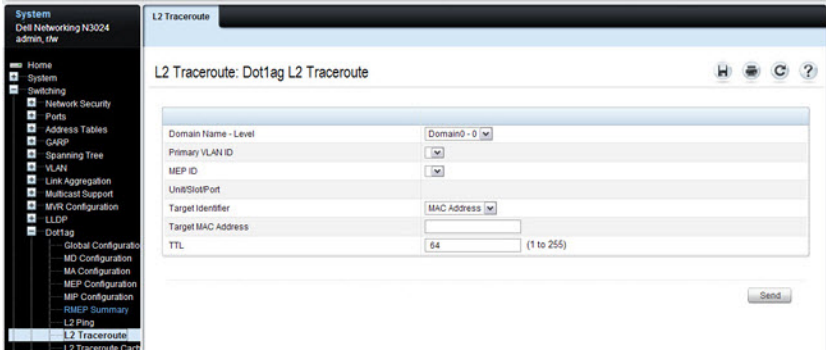 System
Dell Networking N3024
admin, r/w
Home
System
Switching
Network Security
Ports
Address Tables
GARP
Spanning Tree
VLAN
Link Aggregation
Multicast Support
MVR Configuration
LLDP
Dot1ag
Global Configuratio
MD Configuration
MA Configuration
MEP Configuration
MIP Configuration
RMEP Summary
L2 Ping
L2 Traceroute
L2 Traceroute Cach
L2 Traceroute
L2 Traceroute: Dot1ag L2 Traceroute
?
Domain Name - Level Domain0 - 0
Primary VLAN ID
MEP ID
Unit/Slot/Port
Target Identifier MAC Address
Target MAC Address
TTL 64 (1 to 255)
Send